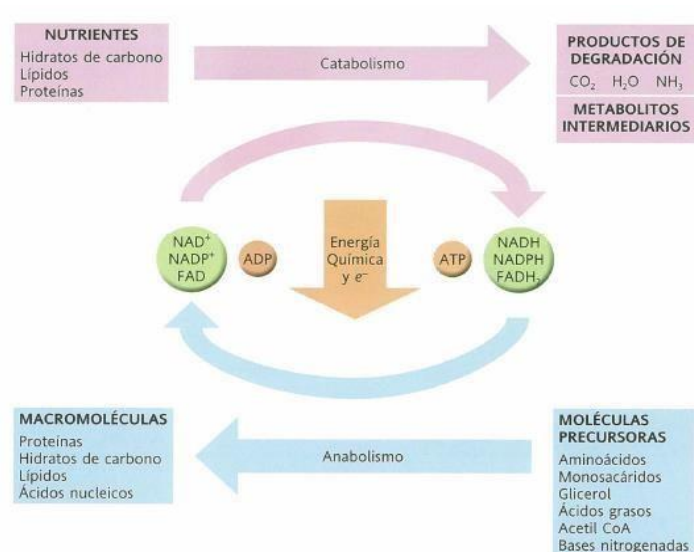 NUTRIENTES
Hidratos de carbono
Lípidos
Proteínas
Catabolismo
PRODUCTOS DE
DEGRADACIÓN
CO₂ H₂O NH₃
METABOLITOS
INTERMEDIARIOS
NAD⁺
NADP⁺
FAD
ADP
Energía
Química
y e⁻
ATP
NADH
NADPH
FADH₂
MACROMOLÉCULAS
Proteínas
Hidratos de carbono
Lípidos
Ácidos nucleicos
Anabolismo
MOLÉCULAS
PRECURSORAS
Aminoácidos
Monosacáridos
Glicerol
Ácidos grasos
Acetil CoA
Bases nitrogenadas